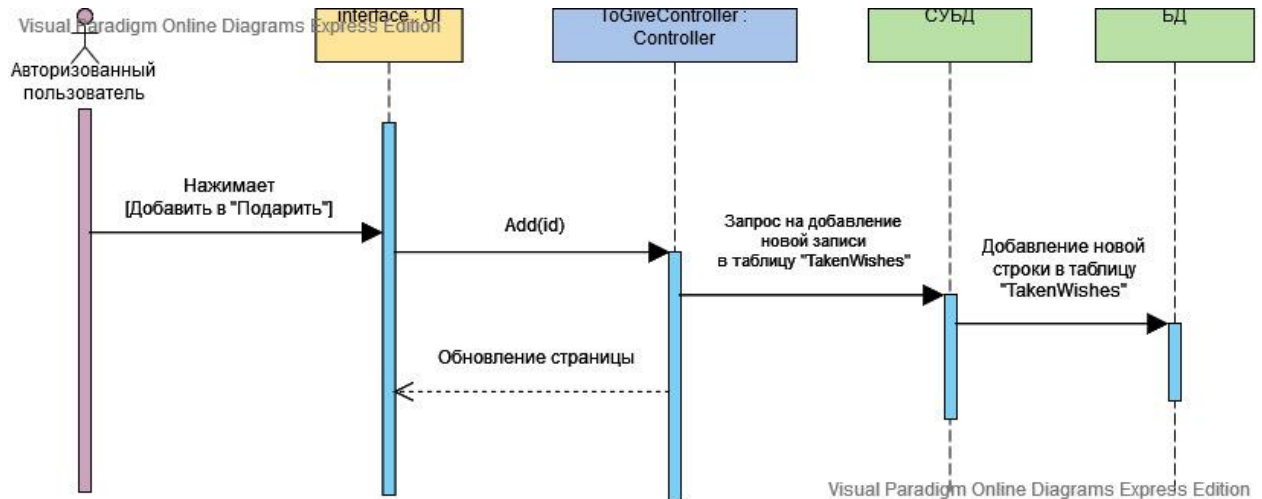 Visual Paradigm Online Diagrams Express Edition
interface : UI
ToGiveController :
Controller
СУБД
БД
Авторизованный
пользователь
Нажимает
[Добавить в "Подарить"]
Add(id)
Запрос на добавление
новой записи
в таблицу "TakenWishes"
Добавление новой
строки в таблицу
"TakenWishes"
Обновление страницы
Visual Paradigm Online Diagrams Express Edition